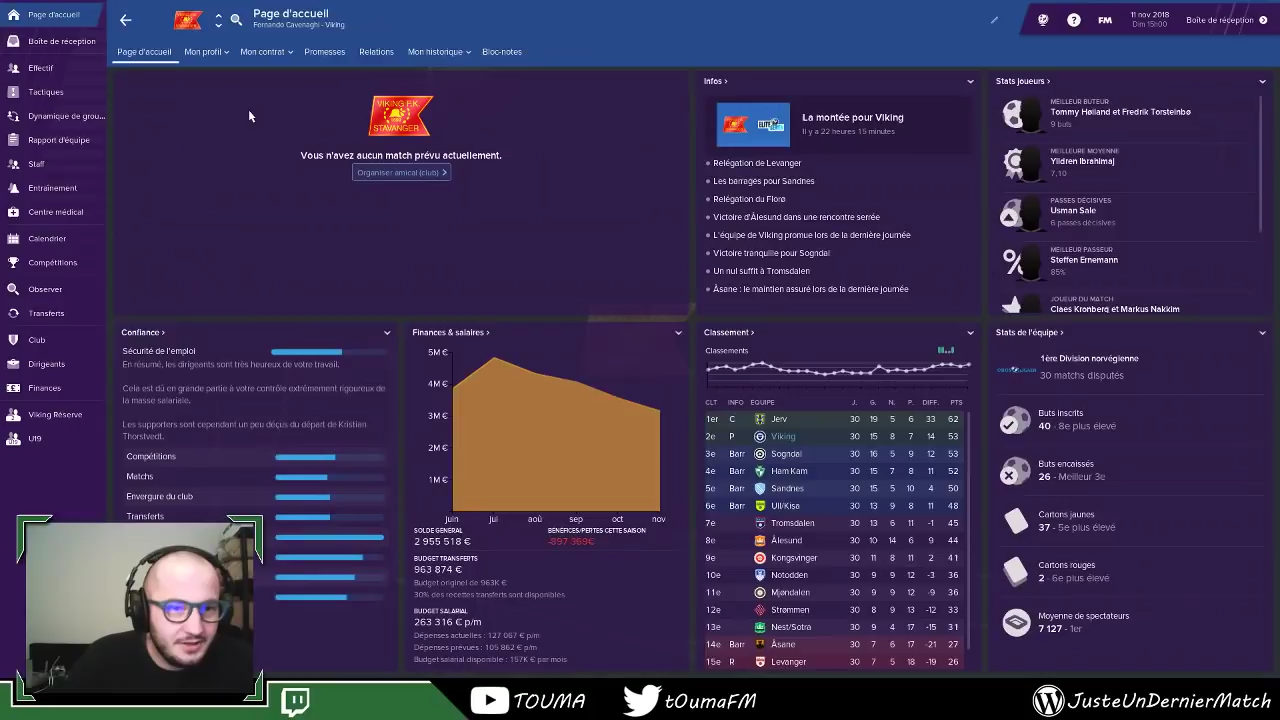 Page d'accueil
Boîte de réception
Effectif
Tactiques
Dynamique de grou...
Rapport d'équipe
Staff
Entraînement
Centre médical
Calendrier
Compétitions
Observer
Transferts
Club
Dirigeants
Finances
Viking Réserve
U19
Page d'accueil
Fernando Cavenaghi - Viking
FM
11 nov 2018
Dim 15h00
Boîte de réception
Page d'accueil
Mon profil
Mon contrat
Promesses
Relations
Mon historique
Bloc-notes
VIKING F.K
STAVANGER
Vous n'avez aucun match prévu actuellement.
Organiser amical (club) >
Infos >
La montée pour Viking
Il y a 22 heures 15 minutes
Relégation de Levanger
Les barrages pour Sandnes
Relégation du Florø
Victoire d'Ålesund dans une rencontre serrée
L'équipe de Viking promue lors de la dernière journée
Victoire tranquille pour Sogndal
Un nul suffit à Tromsdalen
Åsane : le maintien assuré lors de la dernière journée
Stats joueurs >
MEILLEUR BUTEUR
Tommy Høiland et Fredrik Torsteinbø
9 buts
MEILLEURE MOYENNE
Ylldren Ibrahimaj
7,10
PASSES DÉCISIVES
Usman Sale
6 passes décisives
MEILLEUR PASSEUR
Steffen Ernemann
85%
JOUEUR DU MATCH
Claes Kronberg et Markus Nakkim
Confiance >
Sécurité de l'emploi
En résumé, les dirigeants sont très heureux de votre travail.
Cela est dû en grande partie à votre contrôle extrêmement rigoureux de
la masse salariale.
Les supporters sont cependant un peu déçus du départ de Kristian
Thorstvedt.
Compétitions
Matchs
Envergure du club
Transferts
Finances & salaires >
5M €
4M €
3M €
2M €
1M €
juin jui aoû sep oct nov
SOLDE GENERAL
2 955 518 €
BENEFICES/PERTES CETTE SAISON
-897 369€
BUDGET TRANSFERTS
963 874 €
Budget originel de 963K €
30% des recettes transferts sont disponibles
BUDGET SALARIAL
263 316 € p/m
Dépenses actuelles : 127 067 € p/m
Dépenses prévues : 105 862 € p/m
Budget salarial disponible : 157K € par mois
Classement >
Classements
CLT INFO EQUIPE J. G. N. P. DIFF. PTS
1er C Jerv 30 19 5 6 33 62
2e P Viking 30 15 8 7 14 53
3e Barr Sogndal 30 16 5 9 12 53
4e Barr Ham Kam 30 15 7 8 11 52
5e Barr Sandnes 30 15 5 10 4 50
6e Barr Ull/Kisa 30 13 9 8 11 48
7e Tromsdalen 30 13 6 11 -1 45
8e Ålesund 30 10 14 6 9 44
9e Kongsvinger 30 11 8 11 2 41
10e Notodden 30 9 9 12 -3 36
11e Mjøndalen 30 9 9 12 -9 36
12e Strømmen 30 8 9 13 -12 33
13e Nest/Sotra 30 9 4 17 -15 31
14e Barr Åsane 30 7 6 17 -21 27
15e R Levanger 30 7 5 18 -19 26
Stats de l'équipe >
1ère Division norvégienne
30 matchs disputés
Buts inscrits
40 - 8e plus élevé
Buts encaissés
26 - Meilleur 3e
Cartons jaunes
37 - 5e plus élevé
Cartons rouges
2 - 6e plus élevé
Moyenne de spectateurs
7 127 - 1er
TOUMA
tOumaFM
JusteUnDernierMatch